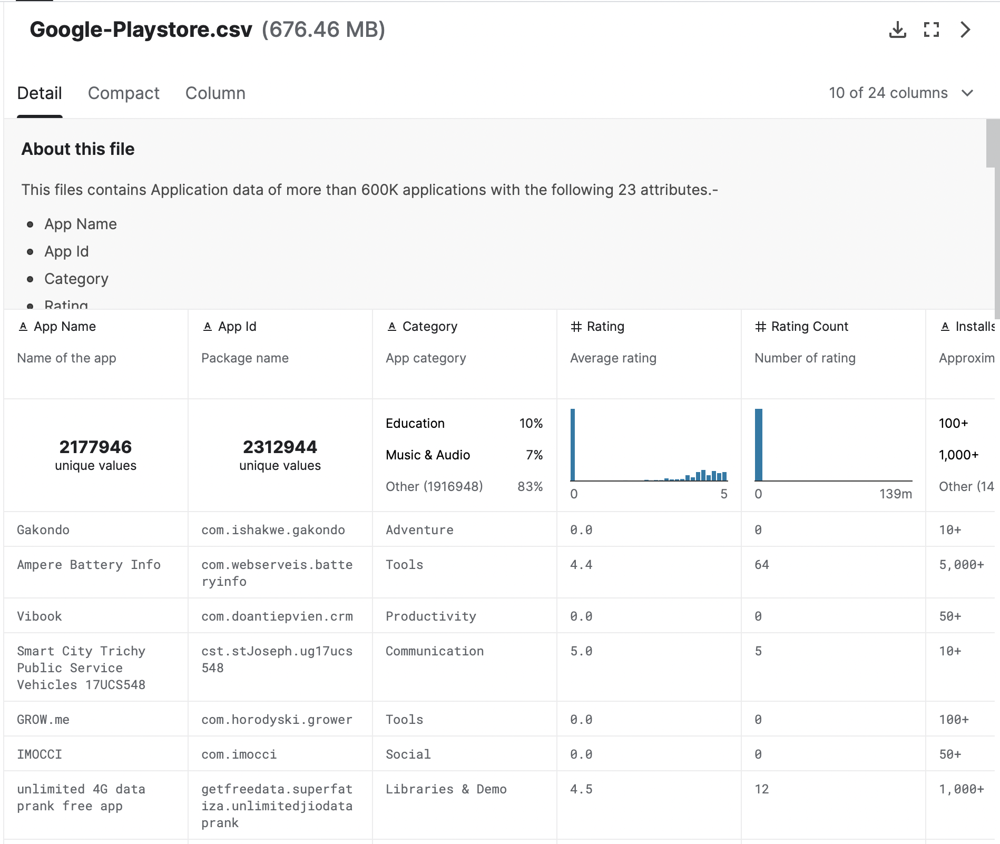 Google-Playstore.csv (676.46 MB)
Detail Compact Column 10 of 24 columns
About this file
This files contains Application data of more than 600K applications with the following 23 attributes.-
App Name
App Id
Category
Rating
A App Name A App Id A Category # Rating # Rating Count A Installs
Name of the app Package name App category Average rating Number of rating Approxim
Education 10% 100+
2177946 2312944
unique values unique values
Music & Audio 7% 1,000+
Other (1916948) 83% Other (14
0 5 0 139m
Gakondo com.ishakwe.gakondo Adventure 0.0 0 10+
Ampere Battery Info com.webserveis.batte Tools 4.4 64 5,000+
ryinfo
Vibook com.doantiepvien.crm Productivity 0.0 0 50+
Smart City Trichy cst.stJoseph.ug17ucs Communication 5.0 5 10+
Public Service 548
Vehicles 17UCS548
GROW.me com.horodyski.grower Tools 0.0 0 100+
IMOCCI com.imocci Social 0.0 0 50+
unlimited 4G data getfreedata.superfat Libraries & Demo 4.5 12 1,000+
prank free app iza.unlimitedjiodata
prank